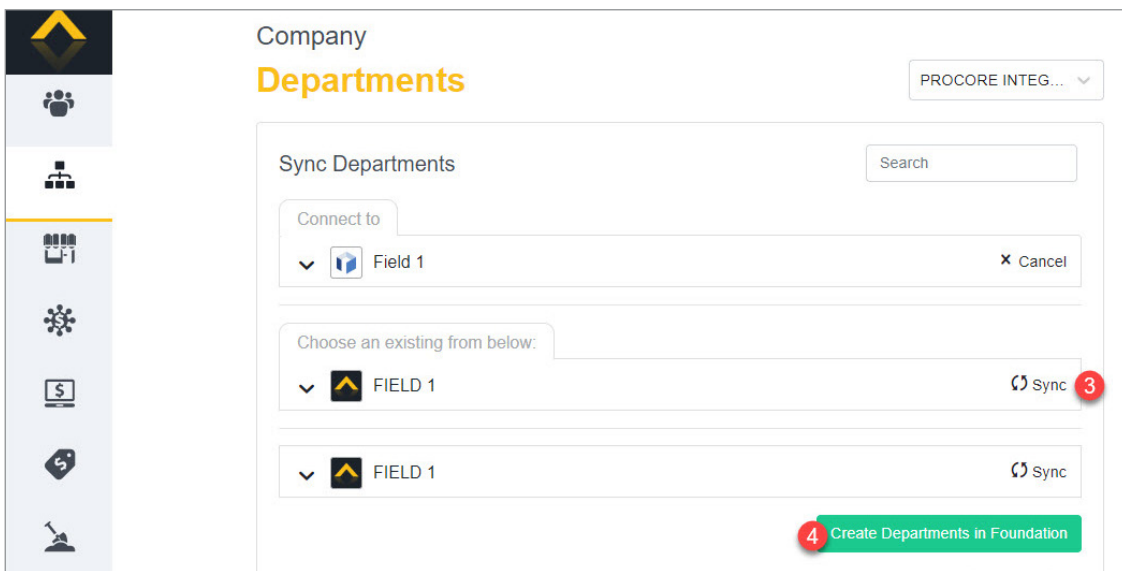 Company
Departments
PROCORE INTEG...
Sync Departments
Search
Connect to
Field 1
Cancel
Choose an existing from below:
FIELD 1
Sync
3
FIELD 1
Sync
4
Create Departments in Foundation